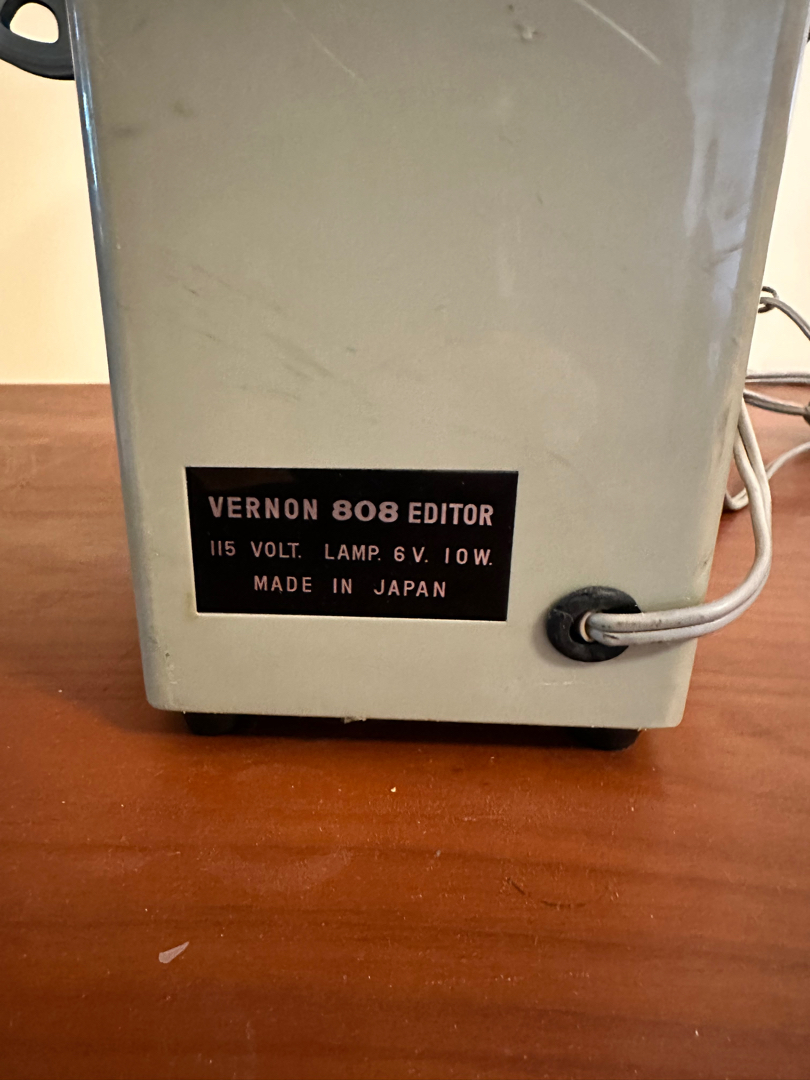 VERNON 808 EDITOR
115 VOLT. LAMP. 6 V. 10 W.
MADE IN JAPAN